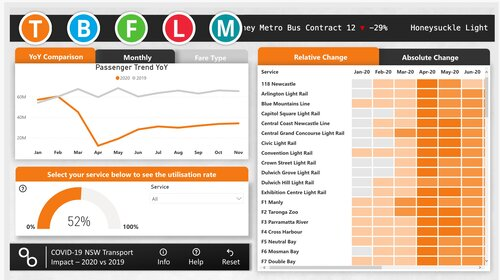 T B F L M
ney Metro Bus Contract 12 ▼ −29% Honeysuckle Light
YoY Comparison Monthly Fare Type
Passenger Trend YoY
2020 2019
60M
40M
20M
Jan Feb Mar Apr May Jun Jul Aug Sep Oct Nov
Select your service below to see the utilisation rate
Service
All
52%
0% 100%
COVID-19 NSW Transport
Impact – 2020 vs 2019
Info Help Reset
Relative Change Absolute Change
Service Jan-20 Feb-20 Mar-20 Apr-20 May-20 Jun-20
118 Newcastle
Arlington Light Rail
Blue Mountains Line
Capitol Square Light Rail
Central Coast Newcastle Line
Central Grand Concourse Light Rail
Civic Light Rail
Convention Light Rail
Crown Street Light Rail
Dulwich Grove Light Rail
Dulwich Hill Light Rail
Exhibition Centre Light Rail
F1 Manly
F2 Taronga Zoo
F3 Parramatta River
F4 Cross Harbour
F5 Neutral Bay
F6 Mosman Bay
F7 Double Bay